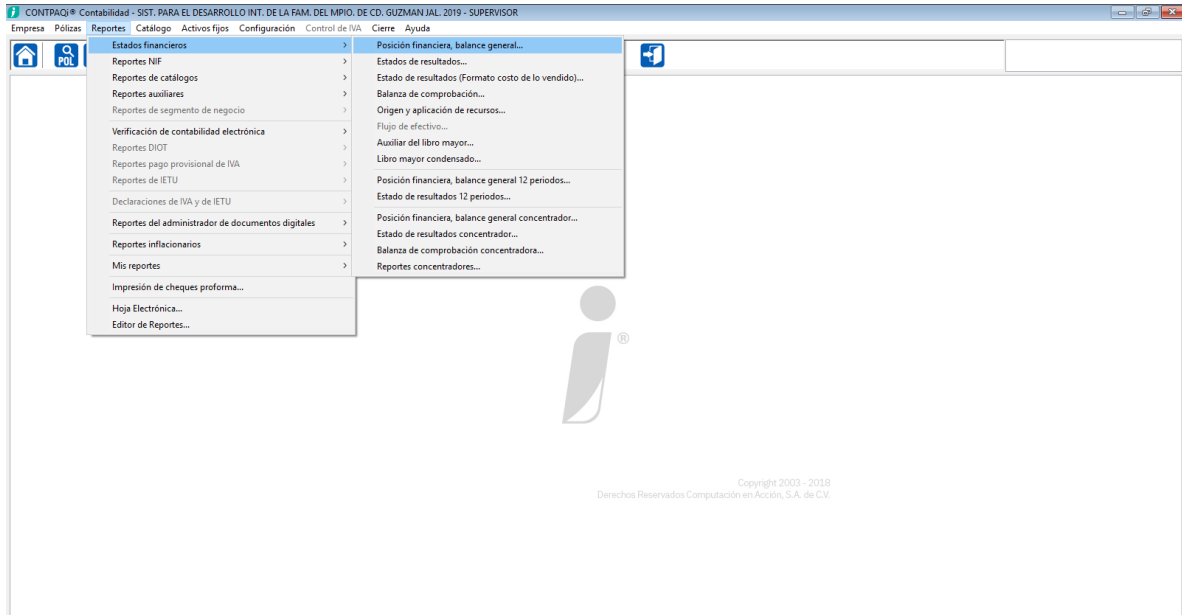 CONTPAQi® Contabilidad - SIST. PARA EL DESARROLLO INT. DE LA FAM. DEL MPIO. DE CD. GUZMAN JAL. 2019 - SUPERVISOR
Empresa Pólizas Reportes Catálogo Activos fijos Configuración Control de IVA Cierre Ayuda
POL
Estados financieros
Reportes NIF
Reportes de catálogos
Reportes auxiliares
Reportes de segmento de negocio
Verificación de contabilidad electrónica
Reportes DIOT
Reportes pago provisional de IVA
Reportes de IETU
Declaraciones de IVA y de IETU
Reportes del administrador de documentos digitales
Reportes inflacionarios
Mis reportes
Impresión de cheques proforma...
Hoja Electrónica...
Editor de Reportes...
Posición financiera, balance general...
Estados de resultados...
Estado de resultados (Formato costo de lo vendido)...
Balanza de comprobación...
Origen y aplicación de recursos...
Flujo de efectivo...
Auxiliar del libro mayor...
Libro mayor condensado...
Posición financiera, balance general 12 periodos...
Estado de resultados 12 periodos...
Posición financiera, balance general concentrador...
Estado de resultados concentrador...
Balanza de comprobación concentradora...
Reportes concentradores...
i®
Copyright 2003 - 2018
Derechos Reservados Computación en Acción, S.A. de C.V.